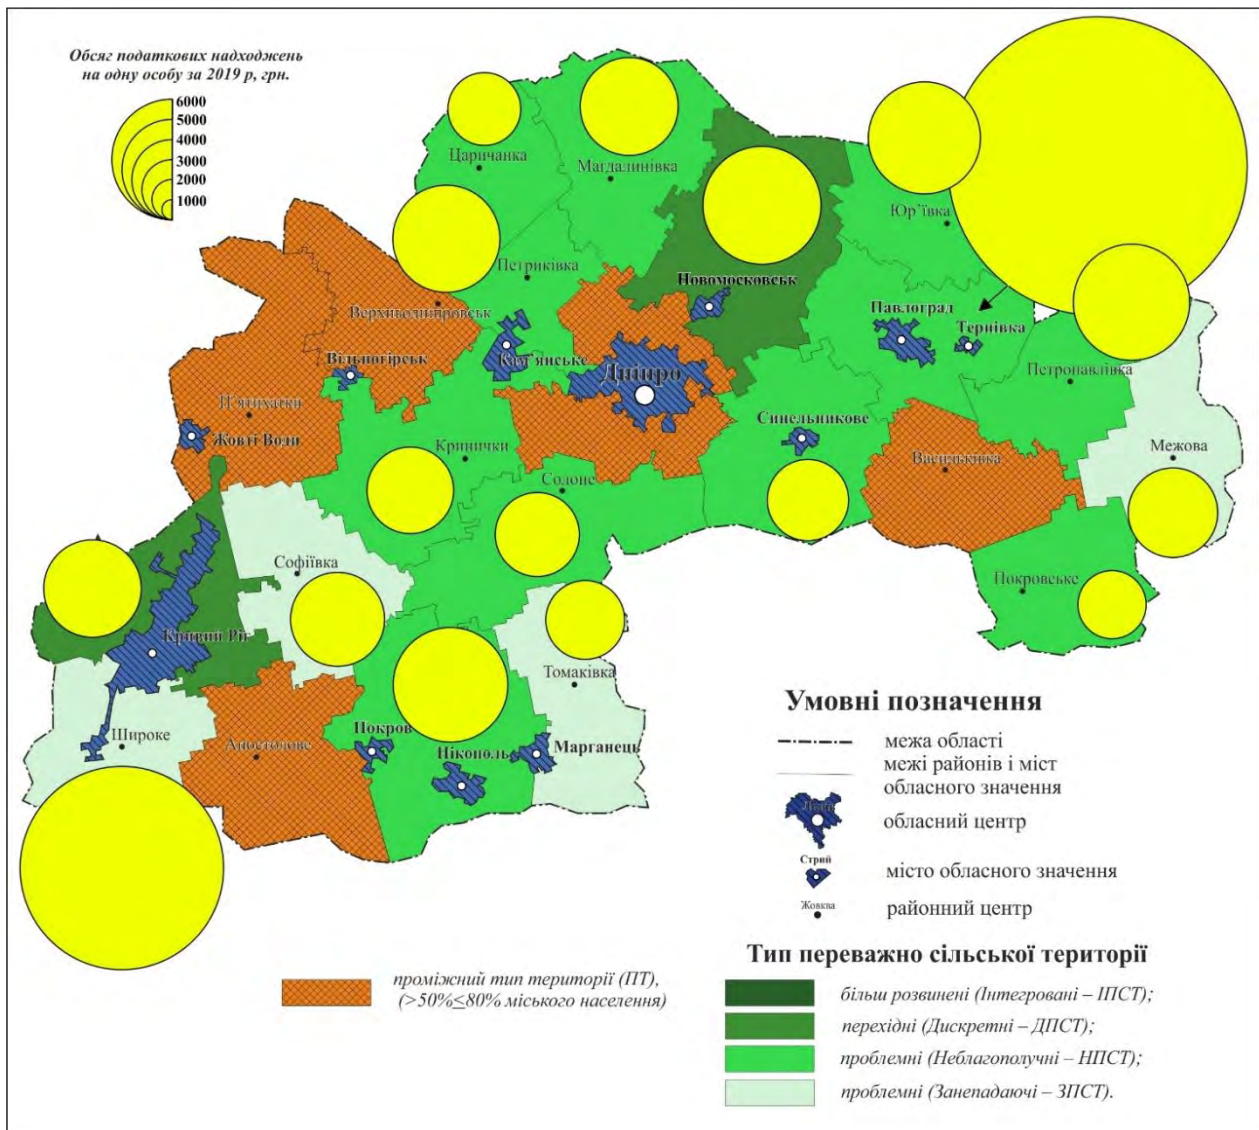 Обсяг податкових надходжень
на одну особу за 2019 р, грн.
6000
5000
4000
3000
2000
1000
Царичанка
Магдалинівка
Юр’ївка
Петриківка
Новомосковськ
Верхньодніпровськ
Павлоград
Тернівка
Вільногірськ
Кам'янське
Дніпро
Петропавлівка
П'ятихатки
Жовті Води
Синельникове
Кринички
Межова
Васильківка
Солоне
Софіївка
Покровське
Кривий Ріг
Томаківка
Широке
Апостолове
Покров
Нікополь
Марганець
Умовні позначення
межа області
межі районів і міст
обласного значення
Львів
обласний центр
Стрий
місто обласного значення
Жовква
районний центр
Тип переважно сільської території
проміжний тип території (ПТ),
(>50%≤80% міського населення)
більш розвинені (Інтегровані – ІПСТ);
перехідні (Дискретні – ДПСТ);
проблемні (Неблагополучні – НПСТ);
проблемні (Занепадаючі – ЗПСТ).